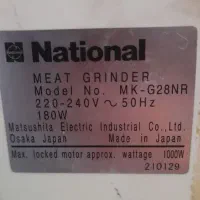 National
MEAT GRINDER
Model No. MK-G28NR
220-240V ~ 50Hz
180W
Matsushita Electric Industrial Co., Ltd.
Osaka Japan Made in Japan
Max. locked motor approx. wattage 1000W
210129